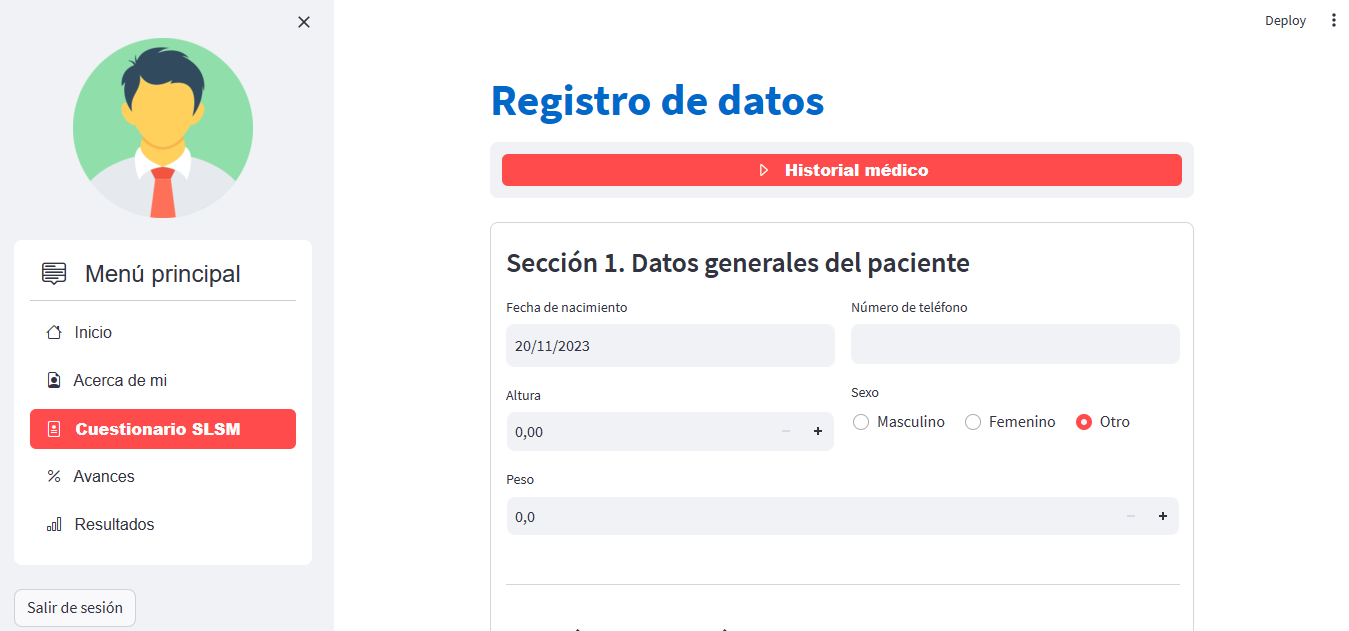 Deploy
Menú principal
Inicio
Acerca de mi
Cuestionario SLSM
Avances
Resultados
Salir de sesión
Registro de datos
Historial médico
Sección 1. Datos generales del paciente
Fecha de nacimiento
Número de teléfono
20/11/2023
Altura
Sexo
0,00
Masculino
Femenino
Otro
Peso
0,0